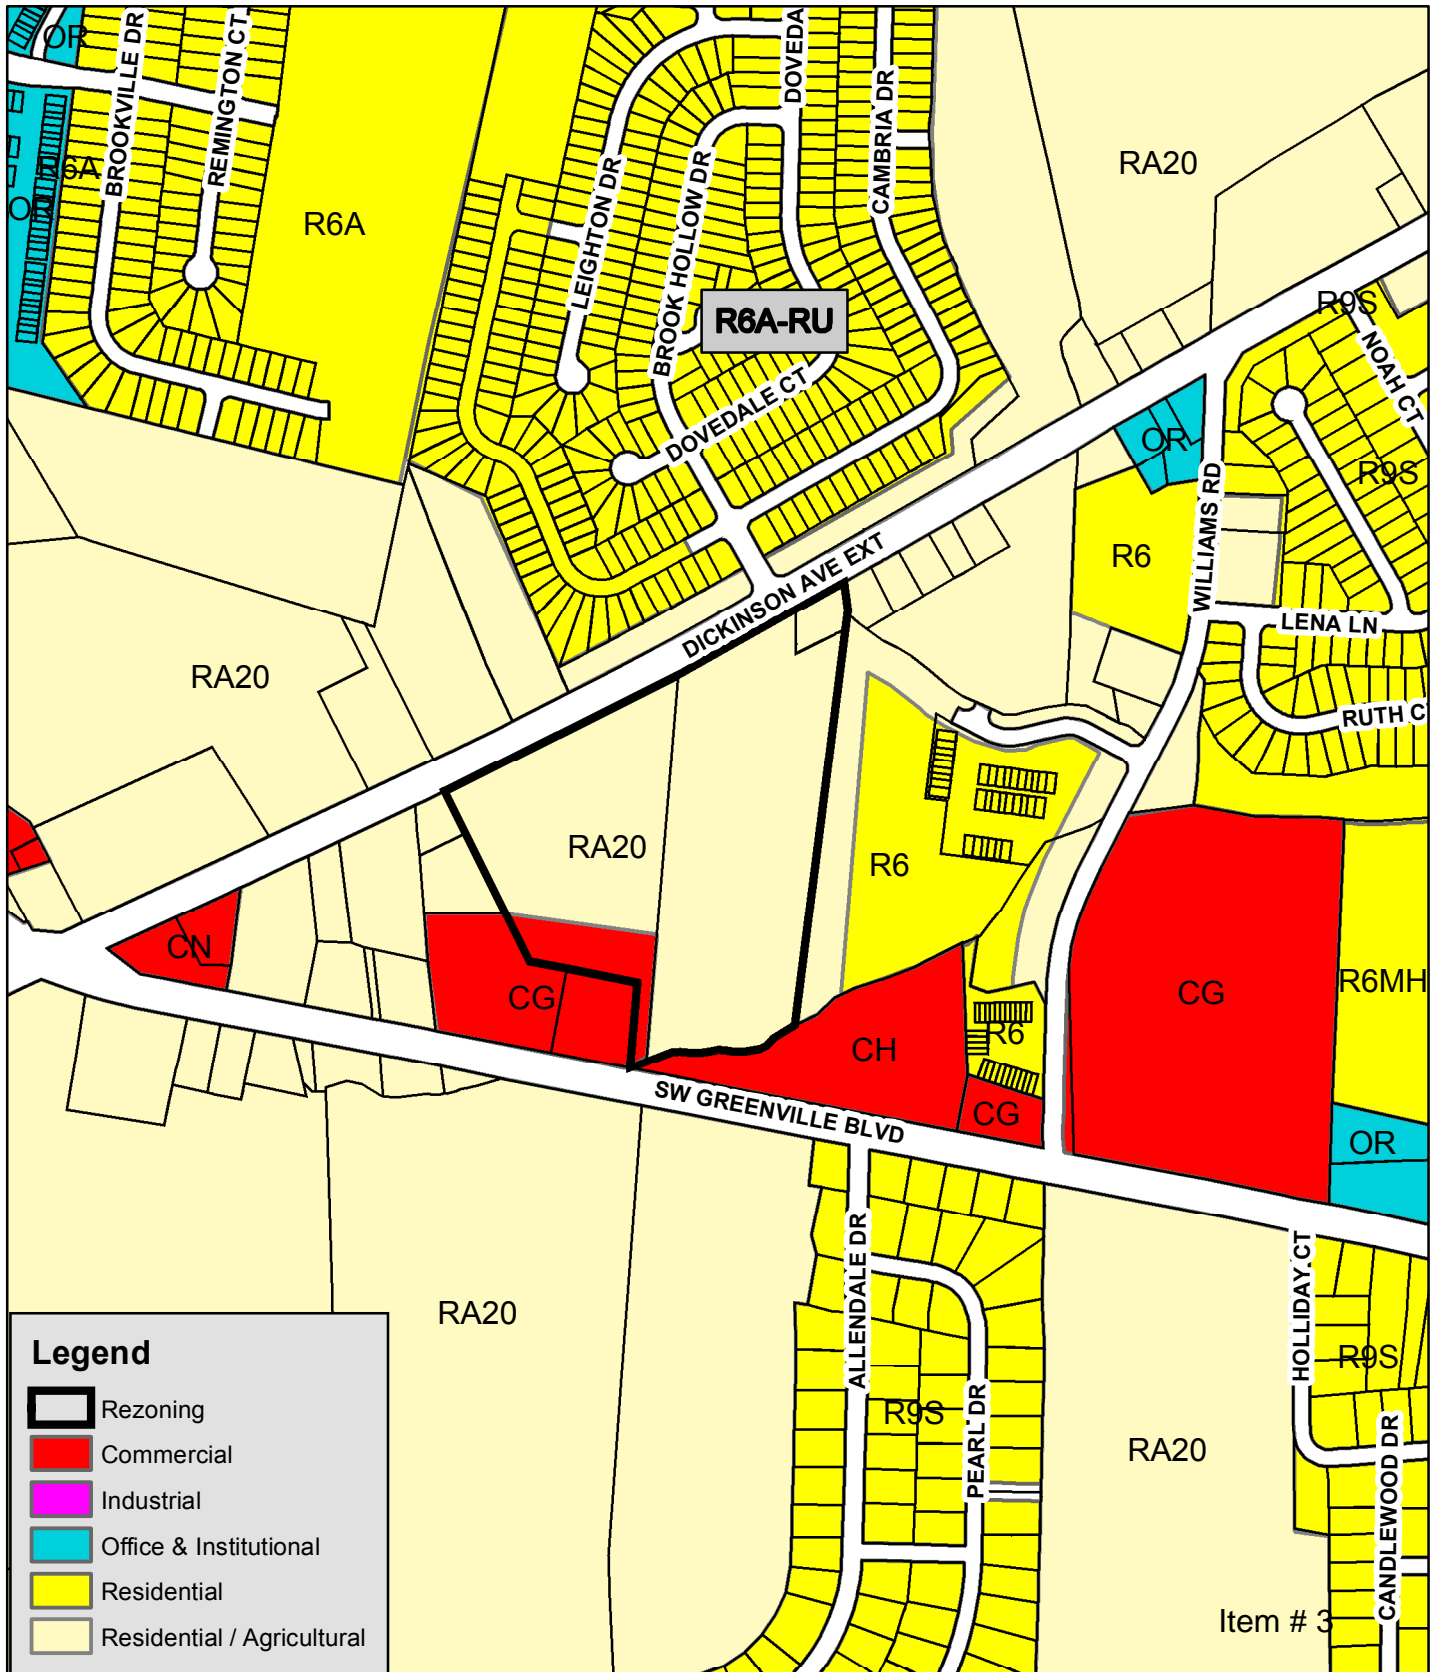 OR
BROOKVILLE DR
REMINGTON CT
R6A
OR
R6A
LEIGHTON DR
BROOK HOLLOW DR
DOVEDA
CAMBRIA DR
RA20
R6A-RU
DOVEDALE CT
R9S
NOAH CT
OR
R9S
WILLIAMS RD
R6
LENA LN
RUTH C
DICKINSON AVE EXT
RA20
RA20
R6
CN
CG
CH
R6
CG
CG
R6MH
OR
SW GREENVILLE BLVD
ALLENDALE DR
PEARL DR
R9S
RA20
RA20
HOLLIDAY CT
R9S
CANDLEWOOD DR
Item # 3
Legend
Rezoning
Commercial
Industrial
Office & Institutional
Residential
Residential / Agricultural